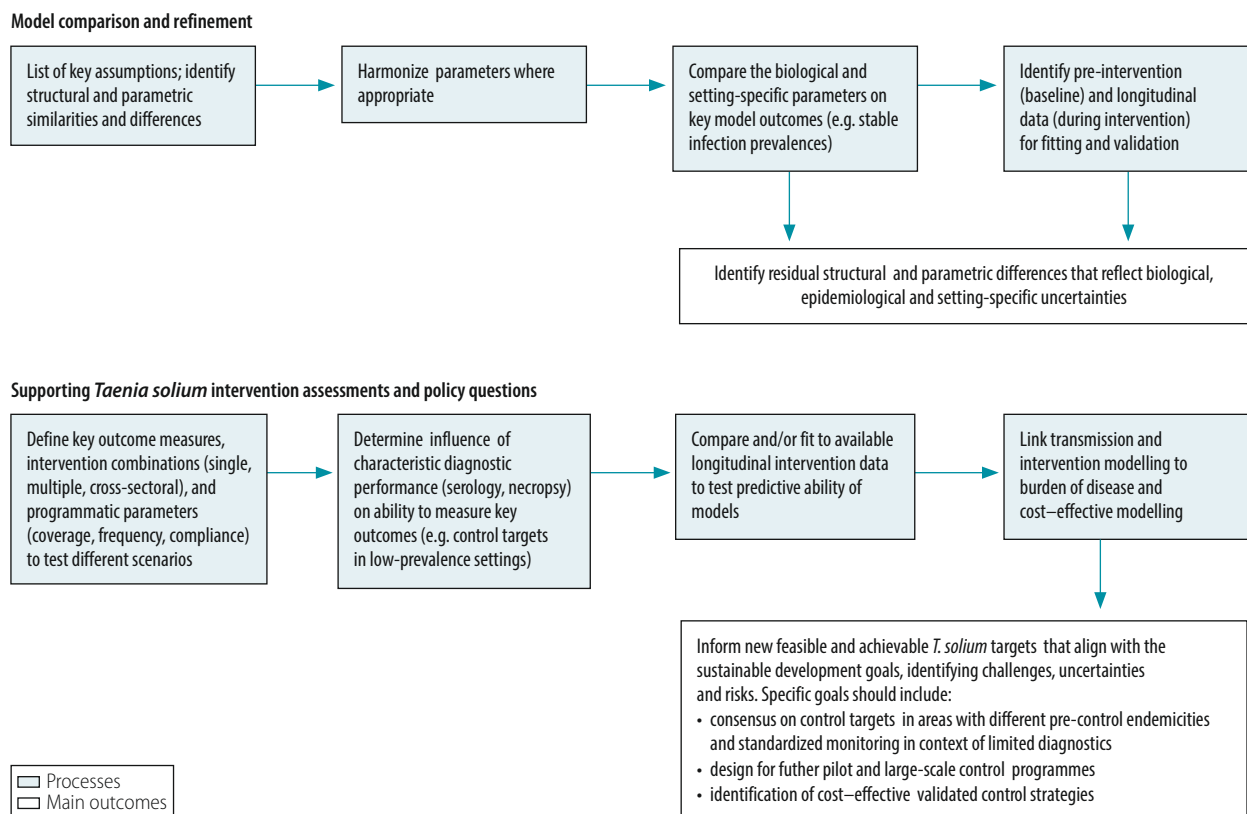 Model comparison and refinement
List of key assumptions; identify
structural and parametric
similarities and differences
Harmonize parameters where
appropriate
Compare the biological and
setting-specific parameters on
key model outcomes (e.g. stable
infection prevalences)
Identify pre-intervention
(baseline) and longitudinal
data (during intervention)
for fitting and validation
Identify residual structural and parametric differences that reflect biological,
epidemiological and setting-specific uncertainties
Supporting Taenia solium intervention assessments and policy questions
Define key outcome measures,
intervention combinations (single,
multiple, cross-sectoral), and
programmatic parameters
(coverage, frequency, compliance)
to test different scenarios
Determine influence of
characteristic diagnostic
performance (serology, necropsy)
on ability to measure key
outcomes (e.g. control targets
in low-prevalence settings)
Compare and/or fit to available
longitudinal intervention data
to test predictive ability of
models
Link transmission and
intervention modelling to
burden of disease and
cost–effective modelling
Inform new feasible and achievable T. solium targets that align with the
sustainable development goals, identifying challenges, uncertainties
and risks. Specific goals should include:
• consensus on control targets in areas with different pre-control endemicities
and standardized monitoring in context of limited diagnostics
• design for futher pilot and large-scale control programmes
• identification of cost–effective validated control strategies
Processes
Main outcomes